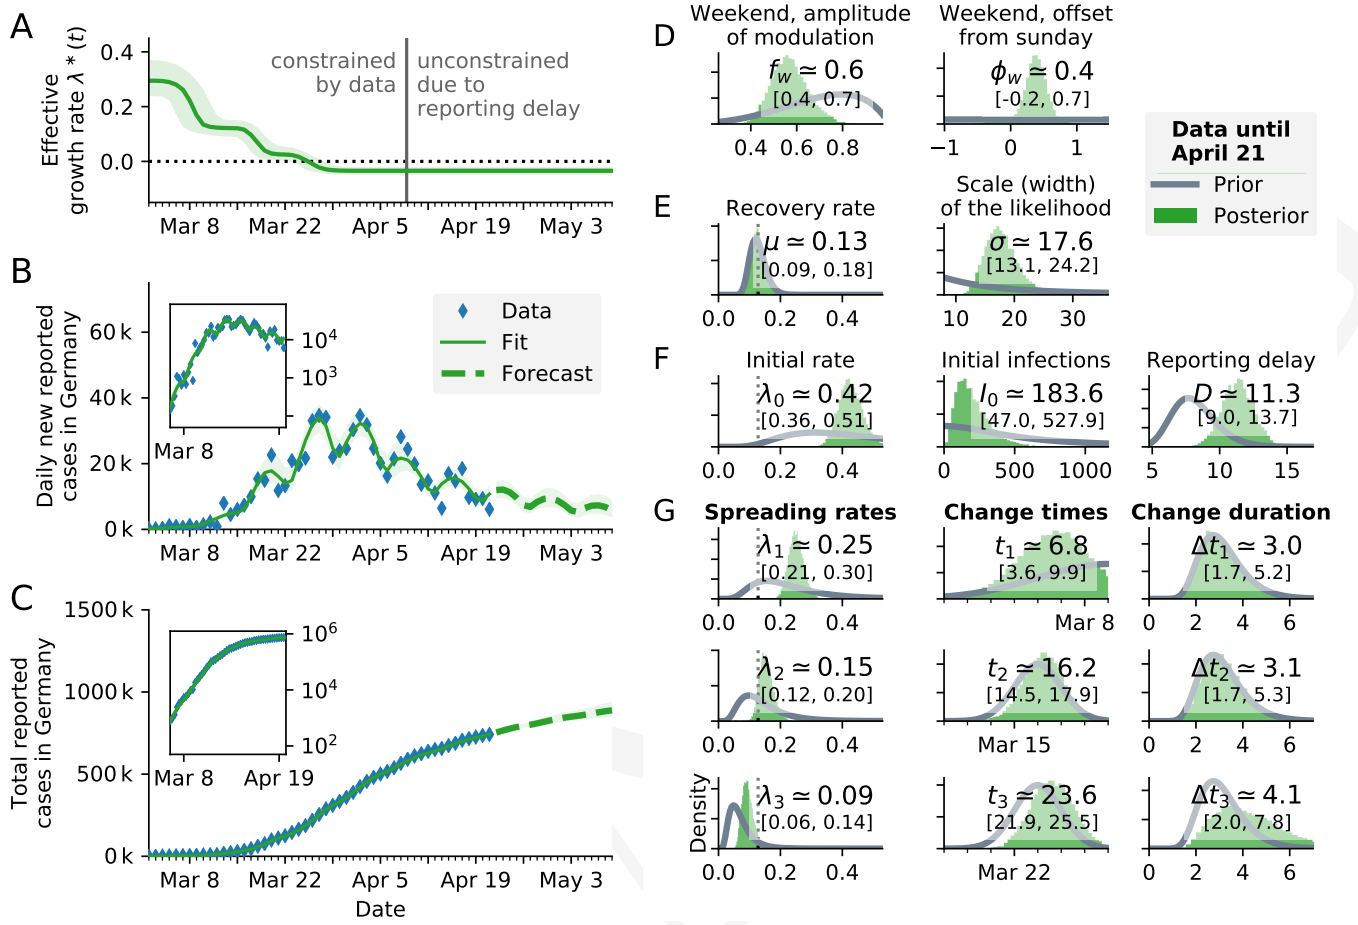 A
Effective
growth rate λ * (t)
0.4
0.2
0.0
constrained
by data
unconstrained
due to
reporting delay
Mar 8
Mar 22
Apr 5
Apr 19
May 3
B
Daily new reported
cases in Germany
60 k
40 k
20 k
0 k
10⁴
10³
Mar 8
Data
Fit
Forecast
Mar 8
Mar 22
Apr 5
Apr 19
May 3
C
Total reported
cases in Germany
1500 k
1000 k
500 k
0 k
10⁶
10⁴
10²
Mar 8
Apr 19
Mar 8
Mar 22
Apr 5
Apr 19
May 3
Date
D
Weekend, amplitude
of modulation
f_w ≃ 0.6
[0.4, 0.7]
0.4 0.6 0.8
Weekend, offset
from sunday
ϕ_w ≃ 0.4
[-0.2, 0.7]
−1 0 1
Data until
April 21
Prior
Posterior
E
Recovery rate
μ ≃ 0.13
[0.09, 0.18]
0.0 0.2 0.4
Scale (width)
of the likelihood
σ ≃ 17.6
[13.1, 24.2]
10 20 30
F
Initial rate
λ₀ ≃ 0.42
[0.36, 0.51]
0.0 0.2 0.4
Initial infections
I₀ ≃ 183.6
[47.0, 527.9]
0 500 1000
Reporting delay
D ≃ 11.3
[9.0, 13.7]
5 10 15
G
Spreading rates
Change times
Change duration
λ₁ ≃ 0.25
[0.21, 0.30]
0.0 0.2 0.4
t₁ ≃ 6.8
[3.6, 9.9]
Mar 8
Δt₁ ≃ 3.0
[1.7, 5.2]
0 2 4 6
λ₂ ≃ 0.15
[0.12, 0.20]
0.0 0.2 0.4
t₂ ≃ 16.2
[14.5, 17.9]
Mar 15
Δt₂ ≃ 3.1
[1.7, 5.3]
0 2 4 6
Density
λ₃ ≃ 0.09
[0.06, 0.14]
0.0 0.2 0.4
t₃ ≃ 23.6
[21.9, 25.5]
Mar 22
Δt₃ ≃ 4.1
[2.0, 7.8]
0 2 4 6